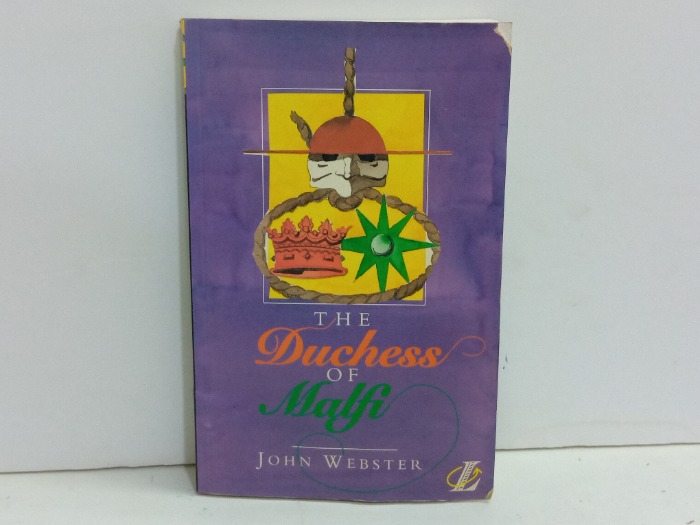 THE
Duchess
OF
Malfi
JOHN WEBSTER